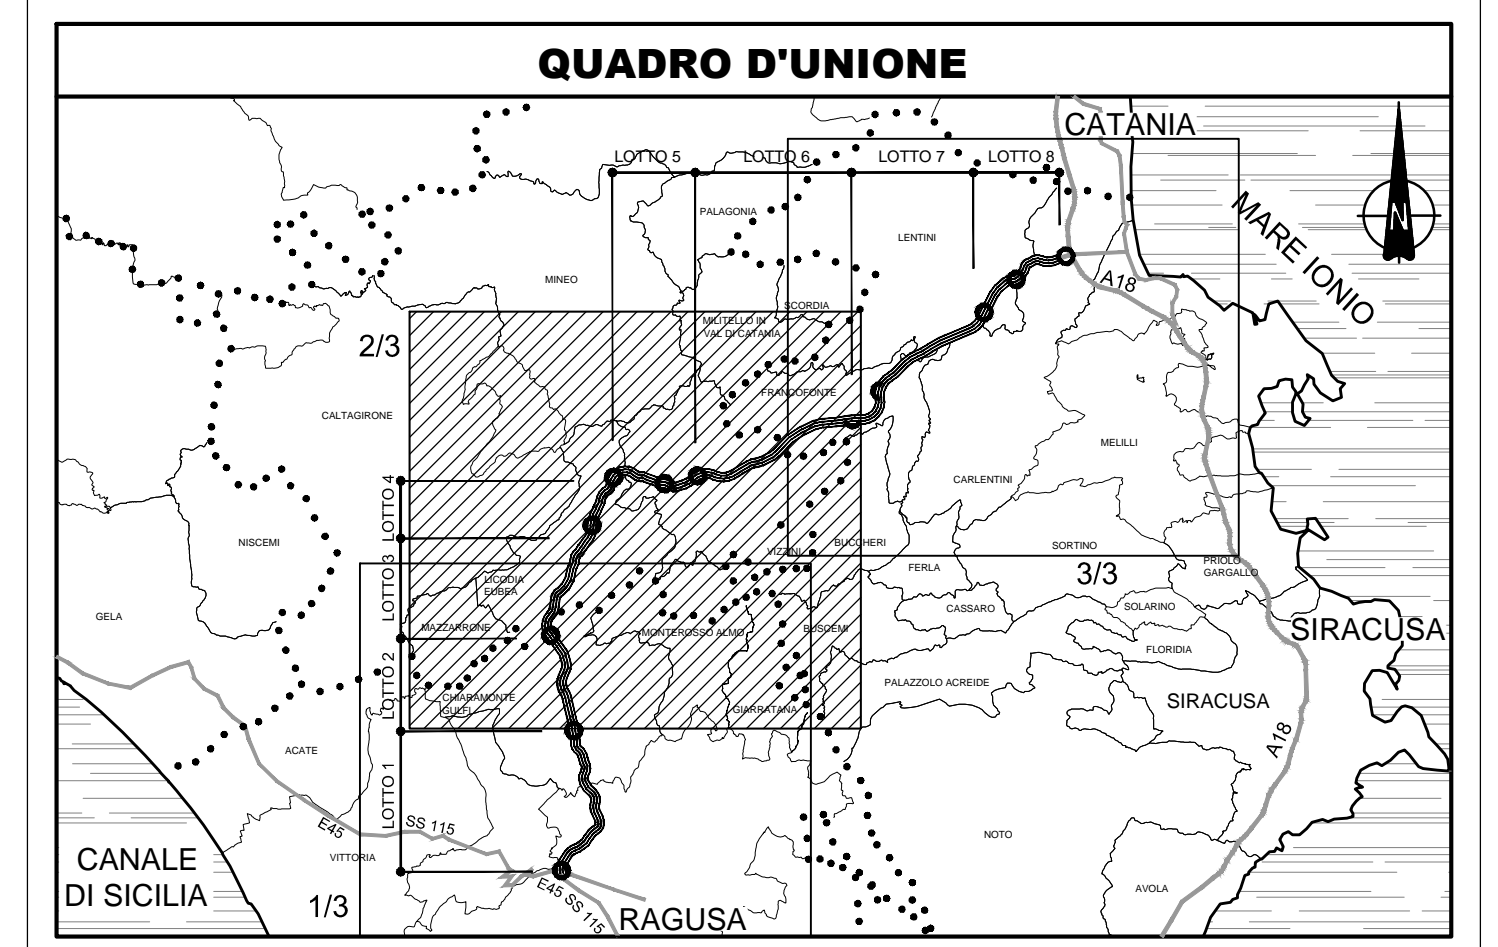 QUADRO D'UNIONE
CATANIA
LOTTO 5
LOTTO 6
LOTTO 7
LOTTO 8
PALAGONIA
LENTINI
MARE IONIO
N
MINEO
A18
SCORDIA
MILITELLO IN
VAL DI CATANIA
2/3
FRANCOFONTE
CALTAGIRONE
MELILLI
CARLENTINI
LOTTO 4
NISCEMI
VIZZINI
BUCCHERI
SORTINO
FERLA
PRIOLO
GARGALLO
3/3
LOTTO 3
LICODIA
EUBEA
CASSARO
SOLARINO
GELA
MAZZARRONE
MONTEROSSO ALMO
BUSCEMI
SIRACUSA
FLORIDIA
LOTTO 2
PALAZZOLO ACREIDE
CHIARAMONTE
GULFI
GIARRATANA
SIRACUSA
A18
ACATE
LOTTO 1
E45
SS 115
NOTO
VITTORIA
CANALE
DI SICILIA
E45 SS 115
AVOLA
1/3
RAGUSA